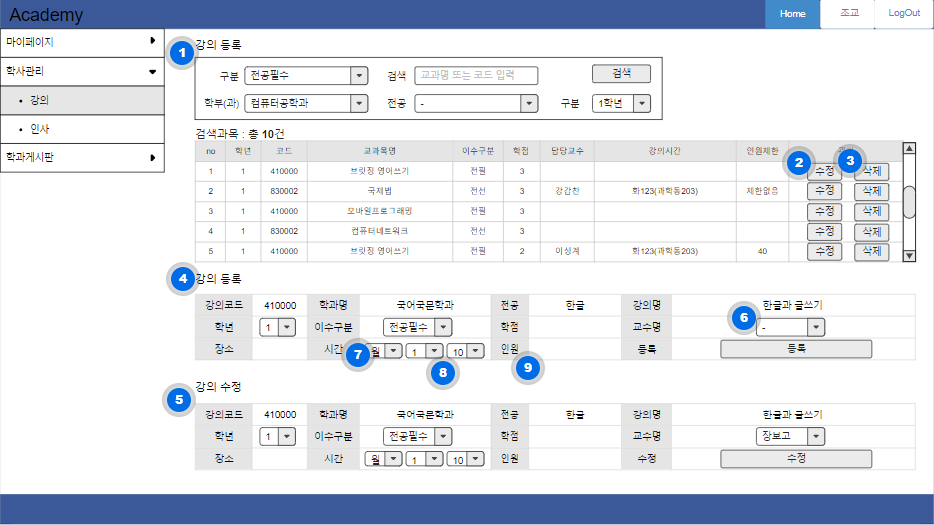 Academy Home 조교 LogOut
마이페이지
학사관리
• 강의
인사
학과게시판
1 강의 등록
구분 전공필수 검색 교과명 또는 코드 입력 검색
학부(과)컴퓨터공학과 전공 - 구분 1학년
검색과목 : 총 10건
no 학년 코드 교과목명 이수구분 학점 담당교수 강의시간 인원제한
2 3
1 1 410000 브릿징 영어쓰기 전필 3 수정 삭제
2 1 830002 국제법 전선 3 강감찬 화123(과학동203) 제한없음 수정 삭제
3 1 410000 모바일프로그래밍 전필 3 수정 삭제
4 1 830002 컴퓨터네트워크 전선 3 수정 삭제
5 1 410000 브릿징 영어쓰기 전필 2 이성계 화123(과학동203) 40 수정 삭제
4 강의 등록
강의코드 410000 학과명 국어국문학과 전공 한글 강의명 한글과 글쓰기
학년 1 이수구분 전공필수 학점 교수명 6 -
장소 시간 7 월 1 10 인원 등록 등록
8 9
강의 수정
5
강의코드 410000 학과명 국어국문학과 전공 한글 강의명 한글과 글쓰기
학년 1 이수구분 전공필수 학점 교수명 장보고
장소 시간 월 1 10 인원 수정 수정